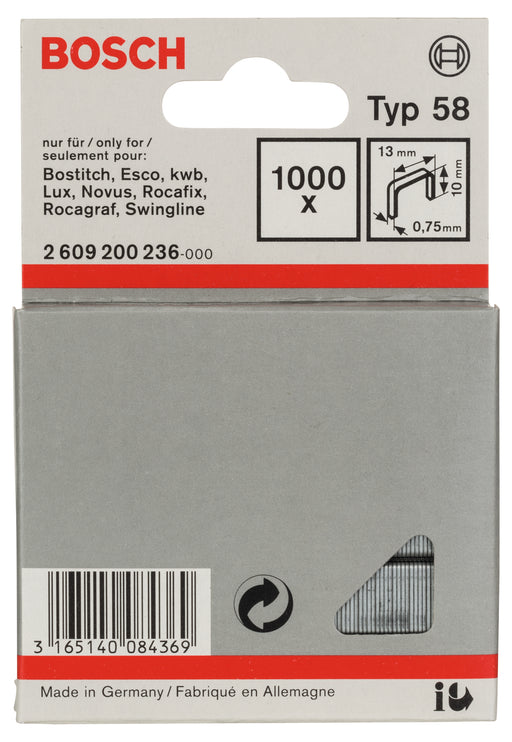 BOSCH
Typ 58
nur für / only for /
seulement pour:
Bostitch, Esco, kwb,
Lux, Novus, Rocafix,
Rocagraf, Swingline
1000
x
13 mm
10 mm
0,75mm
2 609 200 236-000
3 165140 084369
Made in Germany / Fabriqué en Allemagne